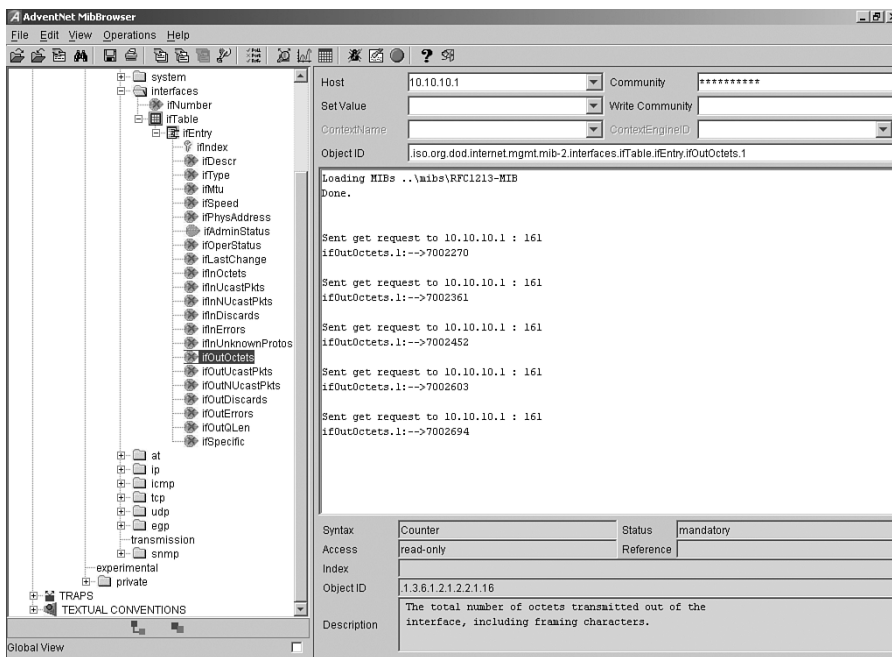 AdventNet MibBrowser
File Edit View Operations Help
system
interfaces
ifNumber
ifTable
ifEntry
ifIndex
ifDescr
ifType
ifMtu
ifSpeed
ifPhysAddress
ifAdminStatus
ifOperStatus
ifLastChange
ifInOctets
ifInUcastPkts
ifInNUcastPkts
ifInDiscards
ifInErrors
ifInUnknownProtos
ifOutOctets
ifOutUcastPkts
ifOutNUcastPkts
ifOutDiscards
ifOutErrors
ifOutQLen
ifSpecific
at
ip
icmp
tcp
udp
egp
transmission
snmp
experimental
private
TRAPS
TEXTUAL CONVENTIONS
Global View
Host 10.10.10.1 Community **********
Set Value Write Community
ContextName ContextEngineID
Object ID .iso.org.dod.internet.mgmt.mib-2.interfaces.ifTable.ifEntry.ifOutOctets.1
Loading MIBs ..\mibs\RFC1213-MIB
Done.
Sent get request to 10.10.10.1 : 161
ifOutOctets.1:-->7002270
Sent get request to 10.10.10.1 : 161
ifOutOctets.1:-->7002361
Sent get request to 10.10.10.1 : 161
ifOutOctets.1:-->7002452
Sent get request to 10.10.10.1 : 161
ifOutOctets.1:-->7002603
Sent get request to 10.10.10.1 : 161
ifOutOctets.1:-->7002694
Syntax Counter Status mandatory
Access read-only Reference
Index
Object ID .1.3.6.1.2.1.2.2.1.16
Description The total number of octets transmitted out of the
interface, including framing characters.